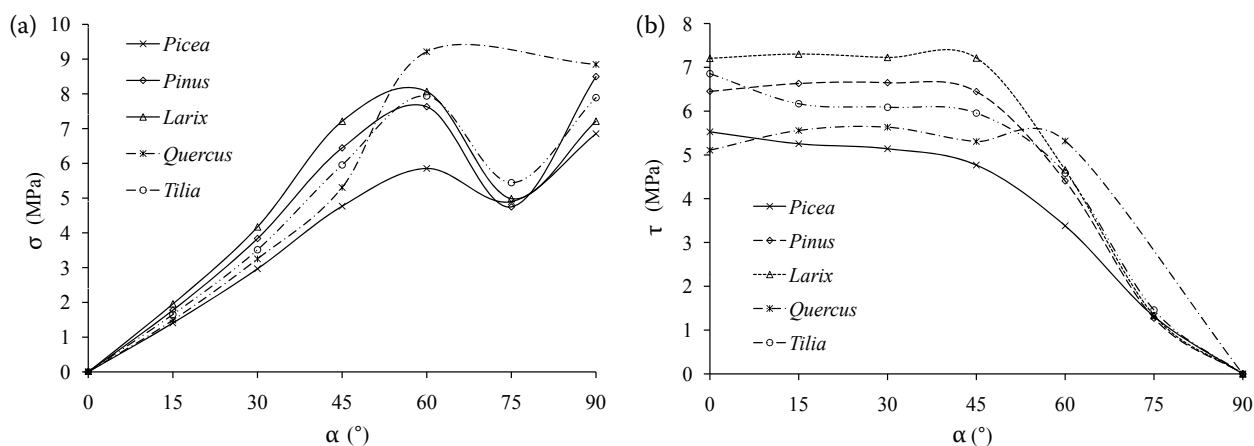 (a)
10
9
8
7
6
5
4
3
2
1
0
σ (MPa)
Picea
Pinus
Larix
Quercus
Tilia
0 15 30 45 60 75 90
α (°)
(b)
8
7
6
5
4
3
2
1
0
τ (MPa)
Picea
Pinus
Larix
Quercus
Tilia
0 15 30 45 60 75 90
α (°)